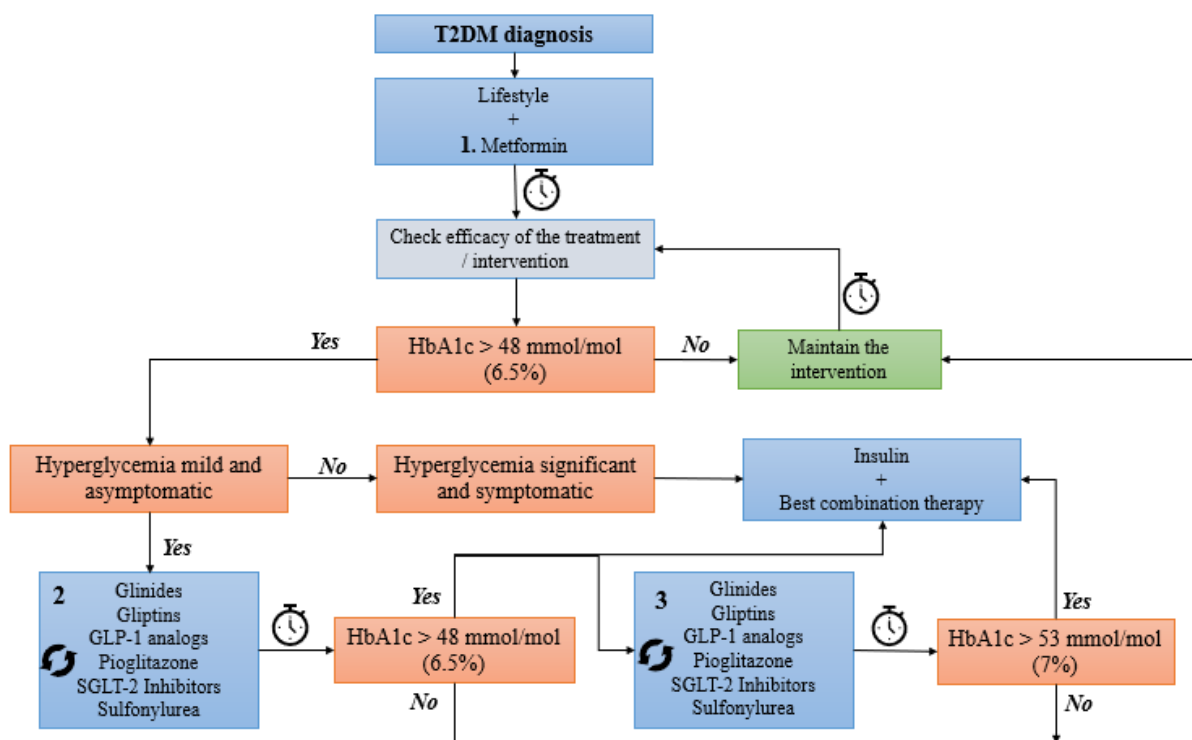 T2DM diagnosis
Lifestyle
+
1. Metformin
Check efficacy of the treatment
/ intervention
Yes
HbA1c > 48 mmol/mol
(6.5%)
No
Maintain the
intervention
Hyperglycemia mild and
asymptomatic
No
Hyperglycemia significant
and symptomatic
Insulin
+
Best combination therapy
Yes
2
Glinides
Gliptins
GLP-1 analogs
Pioglitazone
SGLT-2 Inhibitors
Sulfonylurea
Yes
HbA1c > 48 mmol/mol
(6.5%)
No
3
Glinides
Gliptins
GLP-1 analogs
Pioglitazone
SGLT-2 Inhibitors
Sulfonylurea
Yes
HbA1c > 53 mmol/mol
(7%)
No